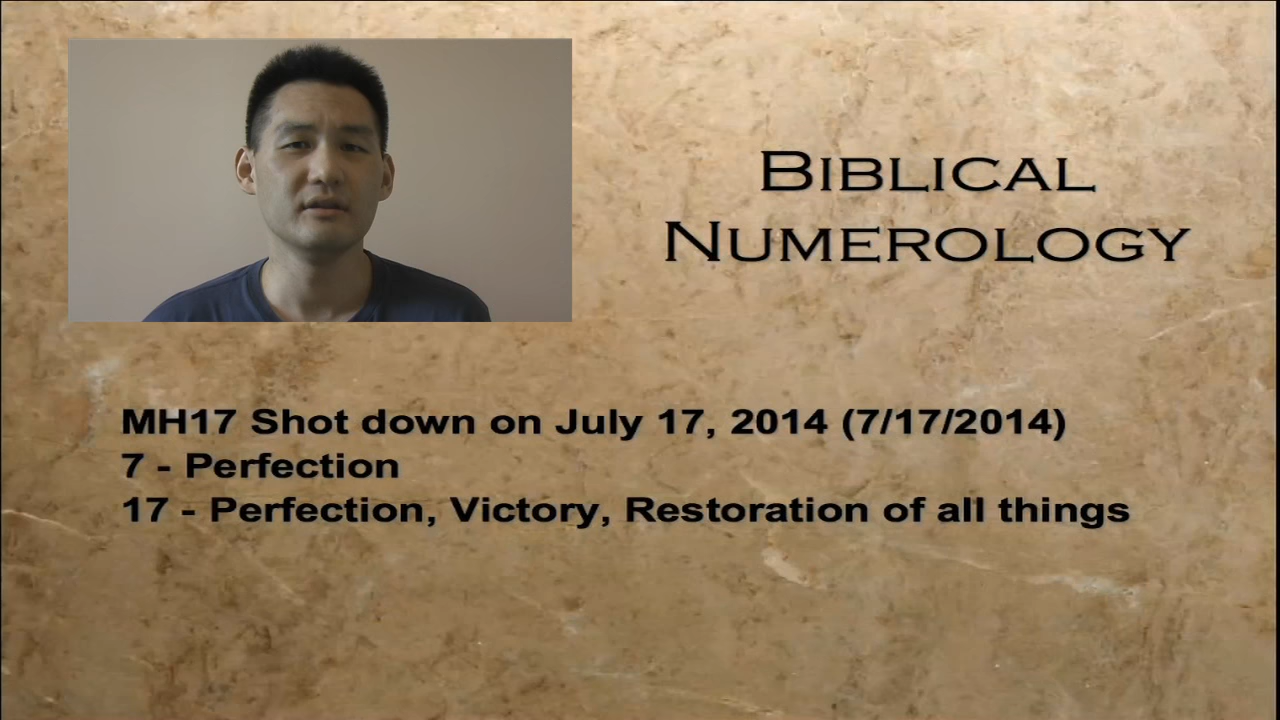 BIBLICAL
NUMEROLOGY
MH17 Shot down on July 17, 2014 (7/17/2014)
7 - Perfection
17 - Perfection, Victory, Restoration of all things